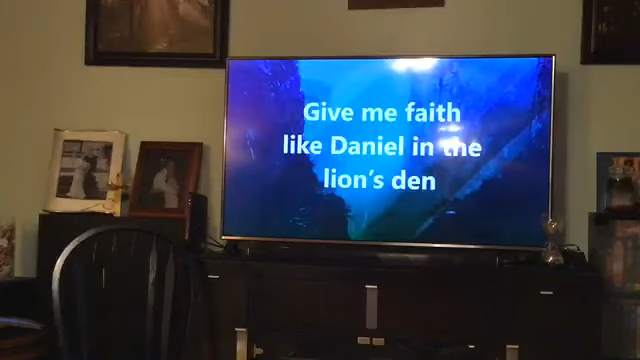 Give me faith
like Daniel in the
lion's den